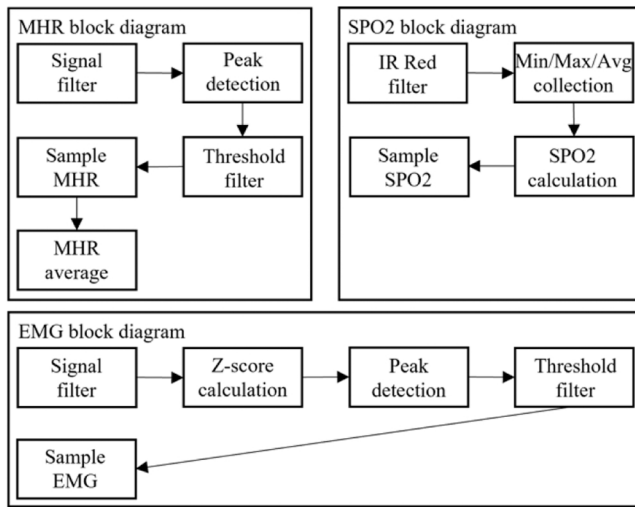 MHR block diagram
Signal
filter
Peak
detection
Threshold
filter
Sample
MHR
MHR
average
SPO2 block diagram
IR Red
filter
Min/Max/Avg
collection
SPO2
calculation
Sample
SPO2
EMG block diagram
Signal
filter
Z-score
calculation
Peak
detection
Threshold
filter
Sample
EMG